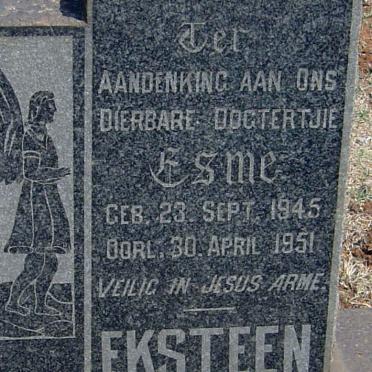 Ter
AANDENKING AAN ONS
DIERBARE DOGTERTJIE
Esme
GEB. 23. SEPT. 1945
OORL. 30. APRIL 1951
VEILIG IN JESUS ARME
EKSTEEN